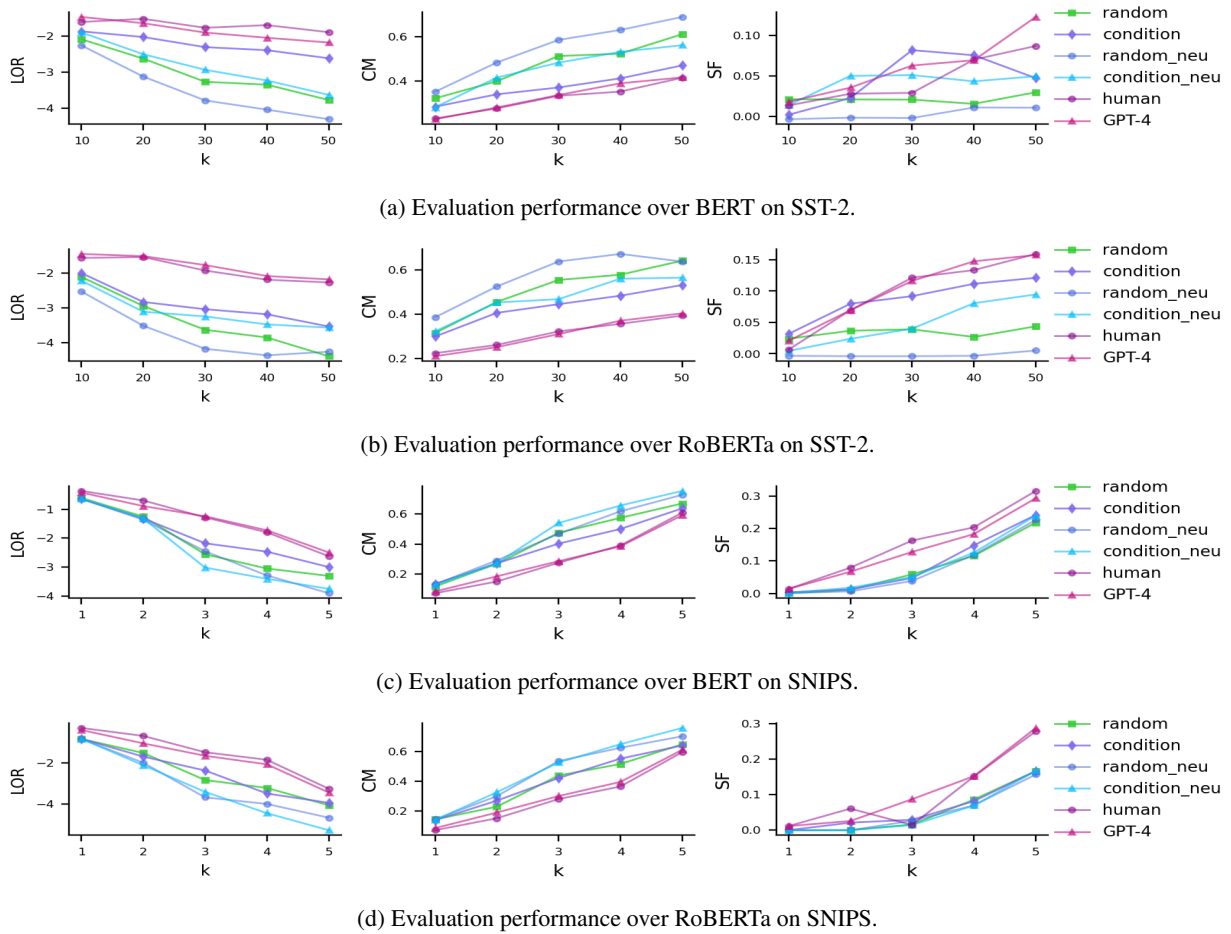 LOR
−2
−3
−4
10 20 30 40 50
k
CM
0.6
0.4
10 20 30 40 50
k
SF
0.10
0.05
0.00
10 20 30 40 50
k
random
condition
random_neu
condition_neu
human
GPT-4
(a) Evaluation performance over BERT on SST-2.
LOR
−2
−3
−4
10 20 30 40 50
k
CM
0.6
0.4
0.2
10 20 30 40 50
k
SF
0.15
0.10
0.05
0.00
10 20 30 40 50
k
random
condition
random_neu
condition_neu
human
GPT-4
(b) Evaluation performance over RoBERTa on SST-2.
LOR
−1
−2
−3
−4
1 2 3 4 5
k
CM
0.6
0.4
0.2
1 2 3 4 5
k
SF
0.3
0.2
0.1
0.0
1 2 3 4 5
k
random
condition
random_neu
condition_neu
human
GPT-4
(c) Evaluation performance over BERT on SNIPS.
LOR
−2
−4
1 2 3 4 5
k
CM
0.6
0.4
0.2
1 2 3 4 5
k
SF
0.3
0.2
0.1
0.0
1 2 3 4 5
k
random
condition
random_neu
condition_neu
human
GPT-4
(d) Evaluation performance over RoBERTa on SNIPS.